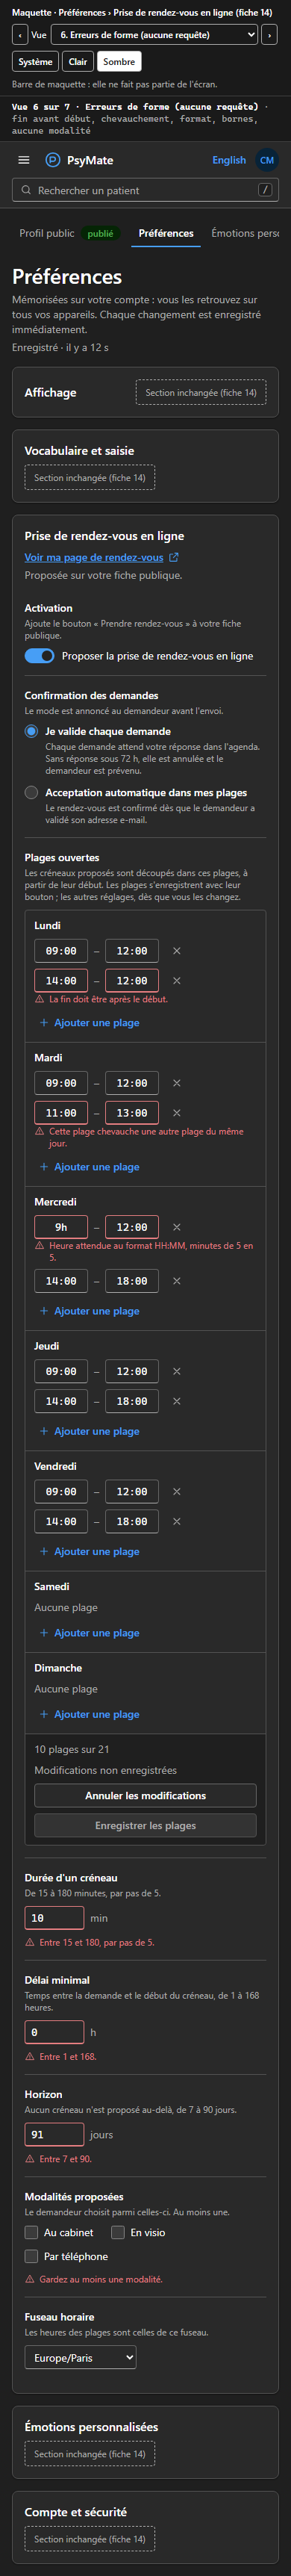 Maquette · Préférences › Prise de rendez-vous en ligne (fiche 14)
‹ Vue 6. Erreurs de forme (aucune requête) ›
Système Clair Sombre
Barre de maquette : elle ne fait pas partie de l'écran.
Vue 6 sur 7 · Erreurs de forme (aucune requête) ·
fin avant début, chevauchement, format, bornes,
aucune modalité
PsyMate English CM
Rechercher un patient /
Profil public publié Préférences Émotions perso
Préférences
Mémorisées sur votre compte : vous les retrouvez sur
tous vos appareils. Chaque changement est enregistré
immédiatement.
Enregistré · il y a 12 s
Affichage Section inchangée (fiche 14)
Vocabulaire et saisie
Section inchangée (fiche 14)
Prise de rendez-vous en ligne
Voir ma page de rendez-vous
Proposée sur votre fiche publique.
Activation
Ajoute le bouton « Prendre rendez-vous » à votre fiche
publique.
Proposer la prise de rendez-vous en ligne
Confirmation des demandes
Le mode est annoncé au demandeur avant l'envoi.
Je valide chaque demande
Chaque demande attend votre réponse dans l'agenda.
Sans réponse sous 72 h, elle est annulée et le
demandeur est prévenu.
Acceptation automatique dans mes plages
Le rendez-vous est confirmé dès que le demandeur a
validé son adresse e-mail.
Plages ouvertes
Les créneaux proposés sont découpés dans ces plages, à
partir de leur début. Les plages s'enregistrent avec leur
bouton ; les autres réglages, dès que vous les changez.
Lundi
09:00 – 12:00
14:00 – 12:00
La fin doit être après le début.
+ Ajouter une plage
Mardi
09:00 – 12:00
11:00 – 13:00
Cette plage chevauche une autre plage du même
jour.
+ Ajouter une plage
Mercredi
9h – 12:00
Heure attendue au format HH:MM, minutes de 5 en
5.
14:00 – 18:00
+ Ajouter une plage
Jeudi
09:00 – 12:00
14:00 – 18:00
+ Ajouter une plage
Vendredi
09:00 – 12:00
14:00 – 18:00
+ Ajouter une plage
Samedi
Aucune plage
+ Ajouter une plage
Dimanche
Aucune plage
+ Ajouter une plage
10 plages sur 21
Modifications non enregistrées
Annuler les modifications
Enregistrer les plages
Durée d'un créneau
De 15 à 180 minutes, par pas de 5.
10 min
Entre 15 et 180, par pas de 5.
Délai minimal
Temps entre la demande et le début du créneau, de 1 à 168
heures.
0 h
Entre 1 et 168.
Horizon
Aucun créneau n'est proposé au-delà, de 7 à 90 jours.
91 jours
Entre 7 et 90.
Modalités proposées
Le demandeur choisit parmi celles-ci. Au moins une.
Au cabinet En visio
Par téléphone
Gardez au moins une modalité.
Fuseau horaire
Les heures des plages sont celles de ce fuseau.
Europe/Paris
Émotions personnalisées
Section inchangée (fiche 14)
Compte et sécurité
Section inchangée (fiche 14)